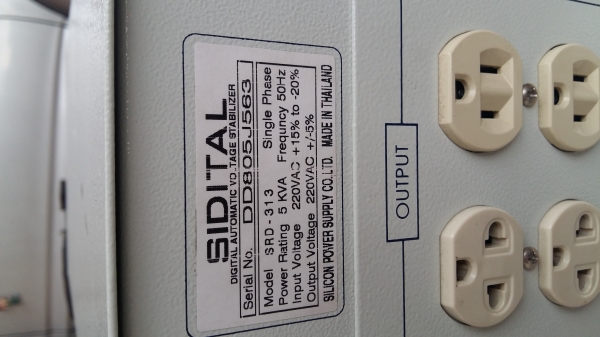 SIDITAL
DIGITAL AUTOMATIC VOLTAGE STABILIZER
Serial No. DD805J563
Model SRD-313 Single Phase
Power Rating 5 KVA Frequncy 50Hz
Input Voltage 220VAC +15% to -20%
Output Voltage 220VAC +/-5%
SILICON POWER SUPPLY CO.,LTD. MADE IN THAILAND
OUTPUT